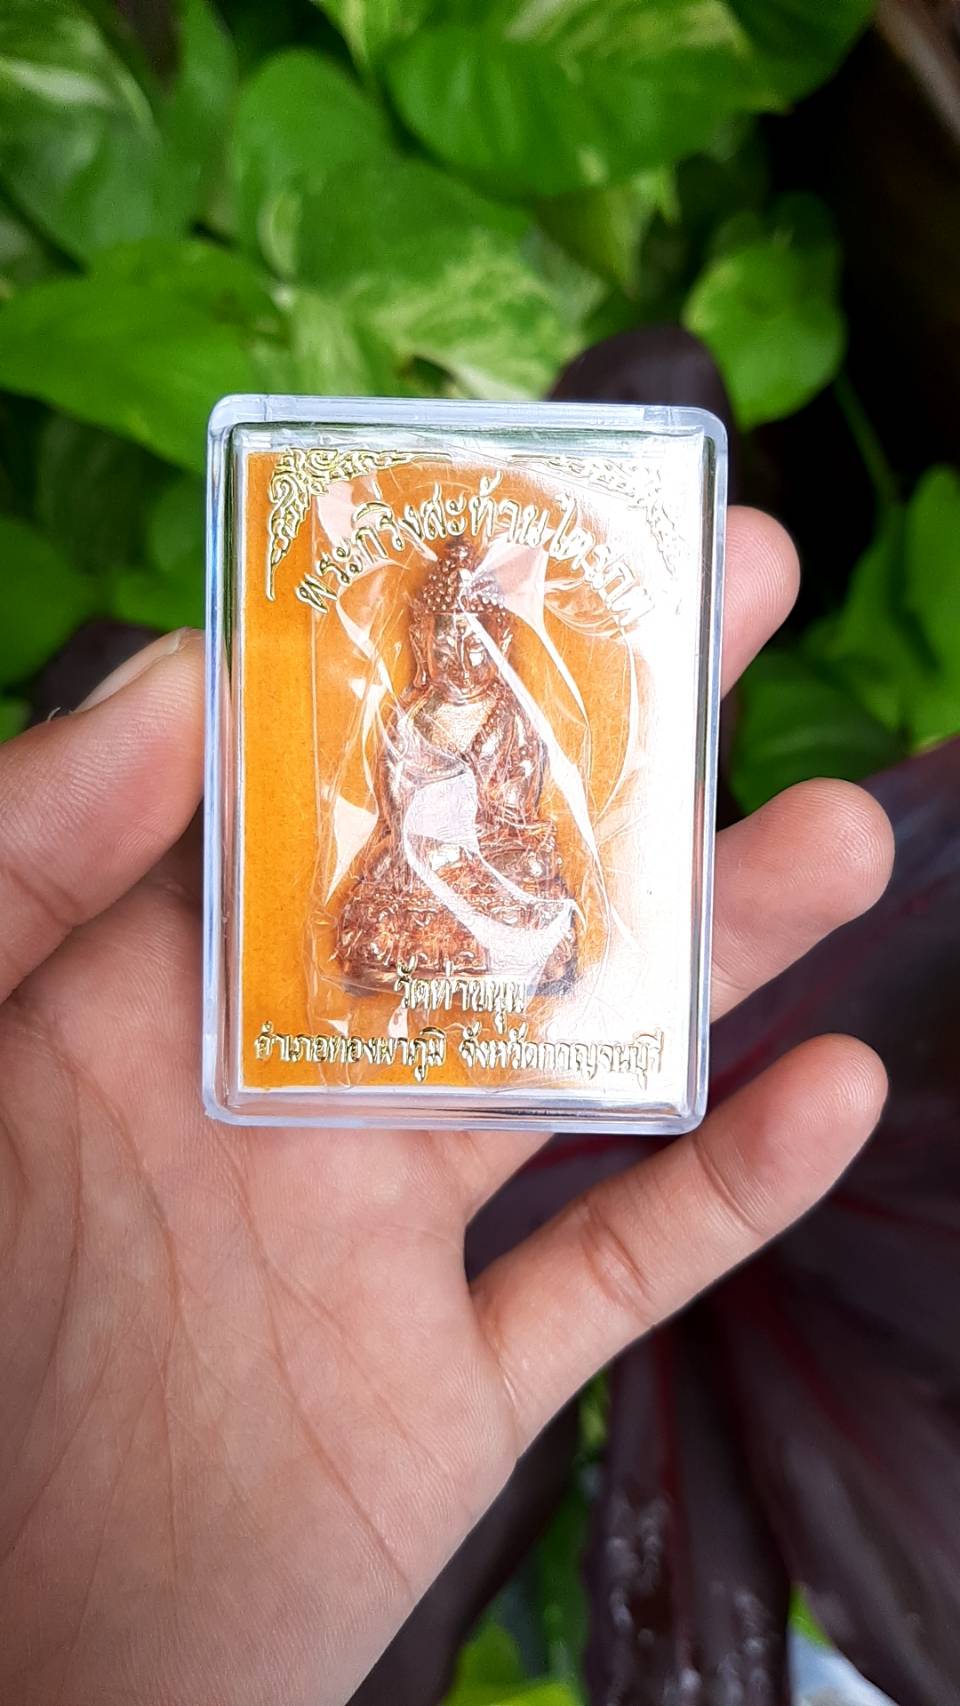 พระกริ่งสะท้านไตรภพ
วัดท่าขนุน
อำเภอทองผาภูมิ จังหวัดกาญจนบุรี